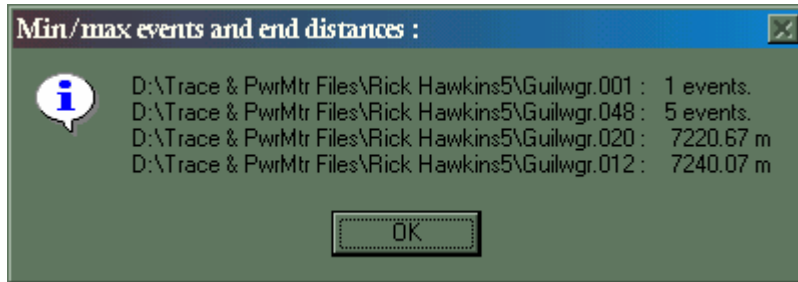 Min/max events and end distances :
D:\Trace & PwrMtr Files\Rick Hawkins5\Guilwgr.001 : 1 events.
D:\Trace & PwrMtr Files\Rick Hawkins5\Guilwgr.048 : 5 events.
D:\Trace & PwrMtr Files\Rick Hawkins5\Guilwgr.020 : 7220.67 m
D:\Trace & PwrMtr Files\Rick Hawkins5\Guilwgr.012 : 7240.07 m
OK